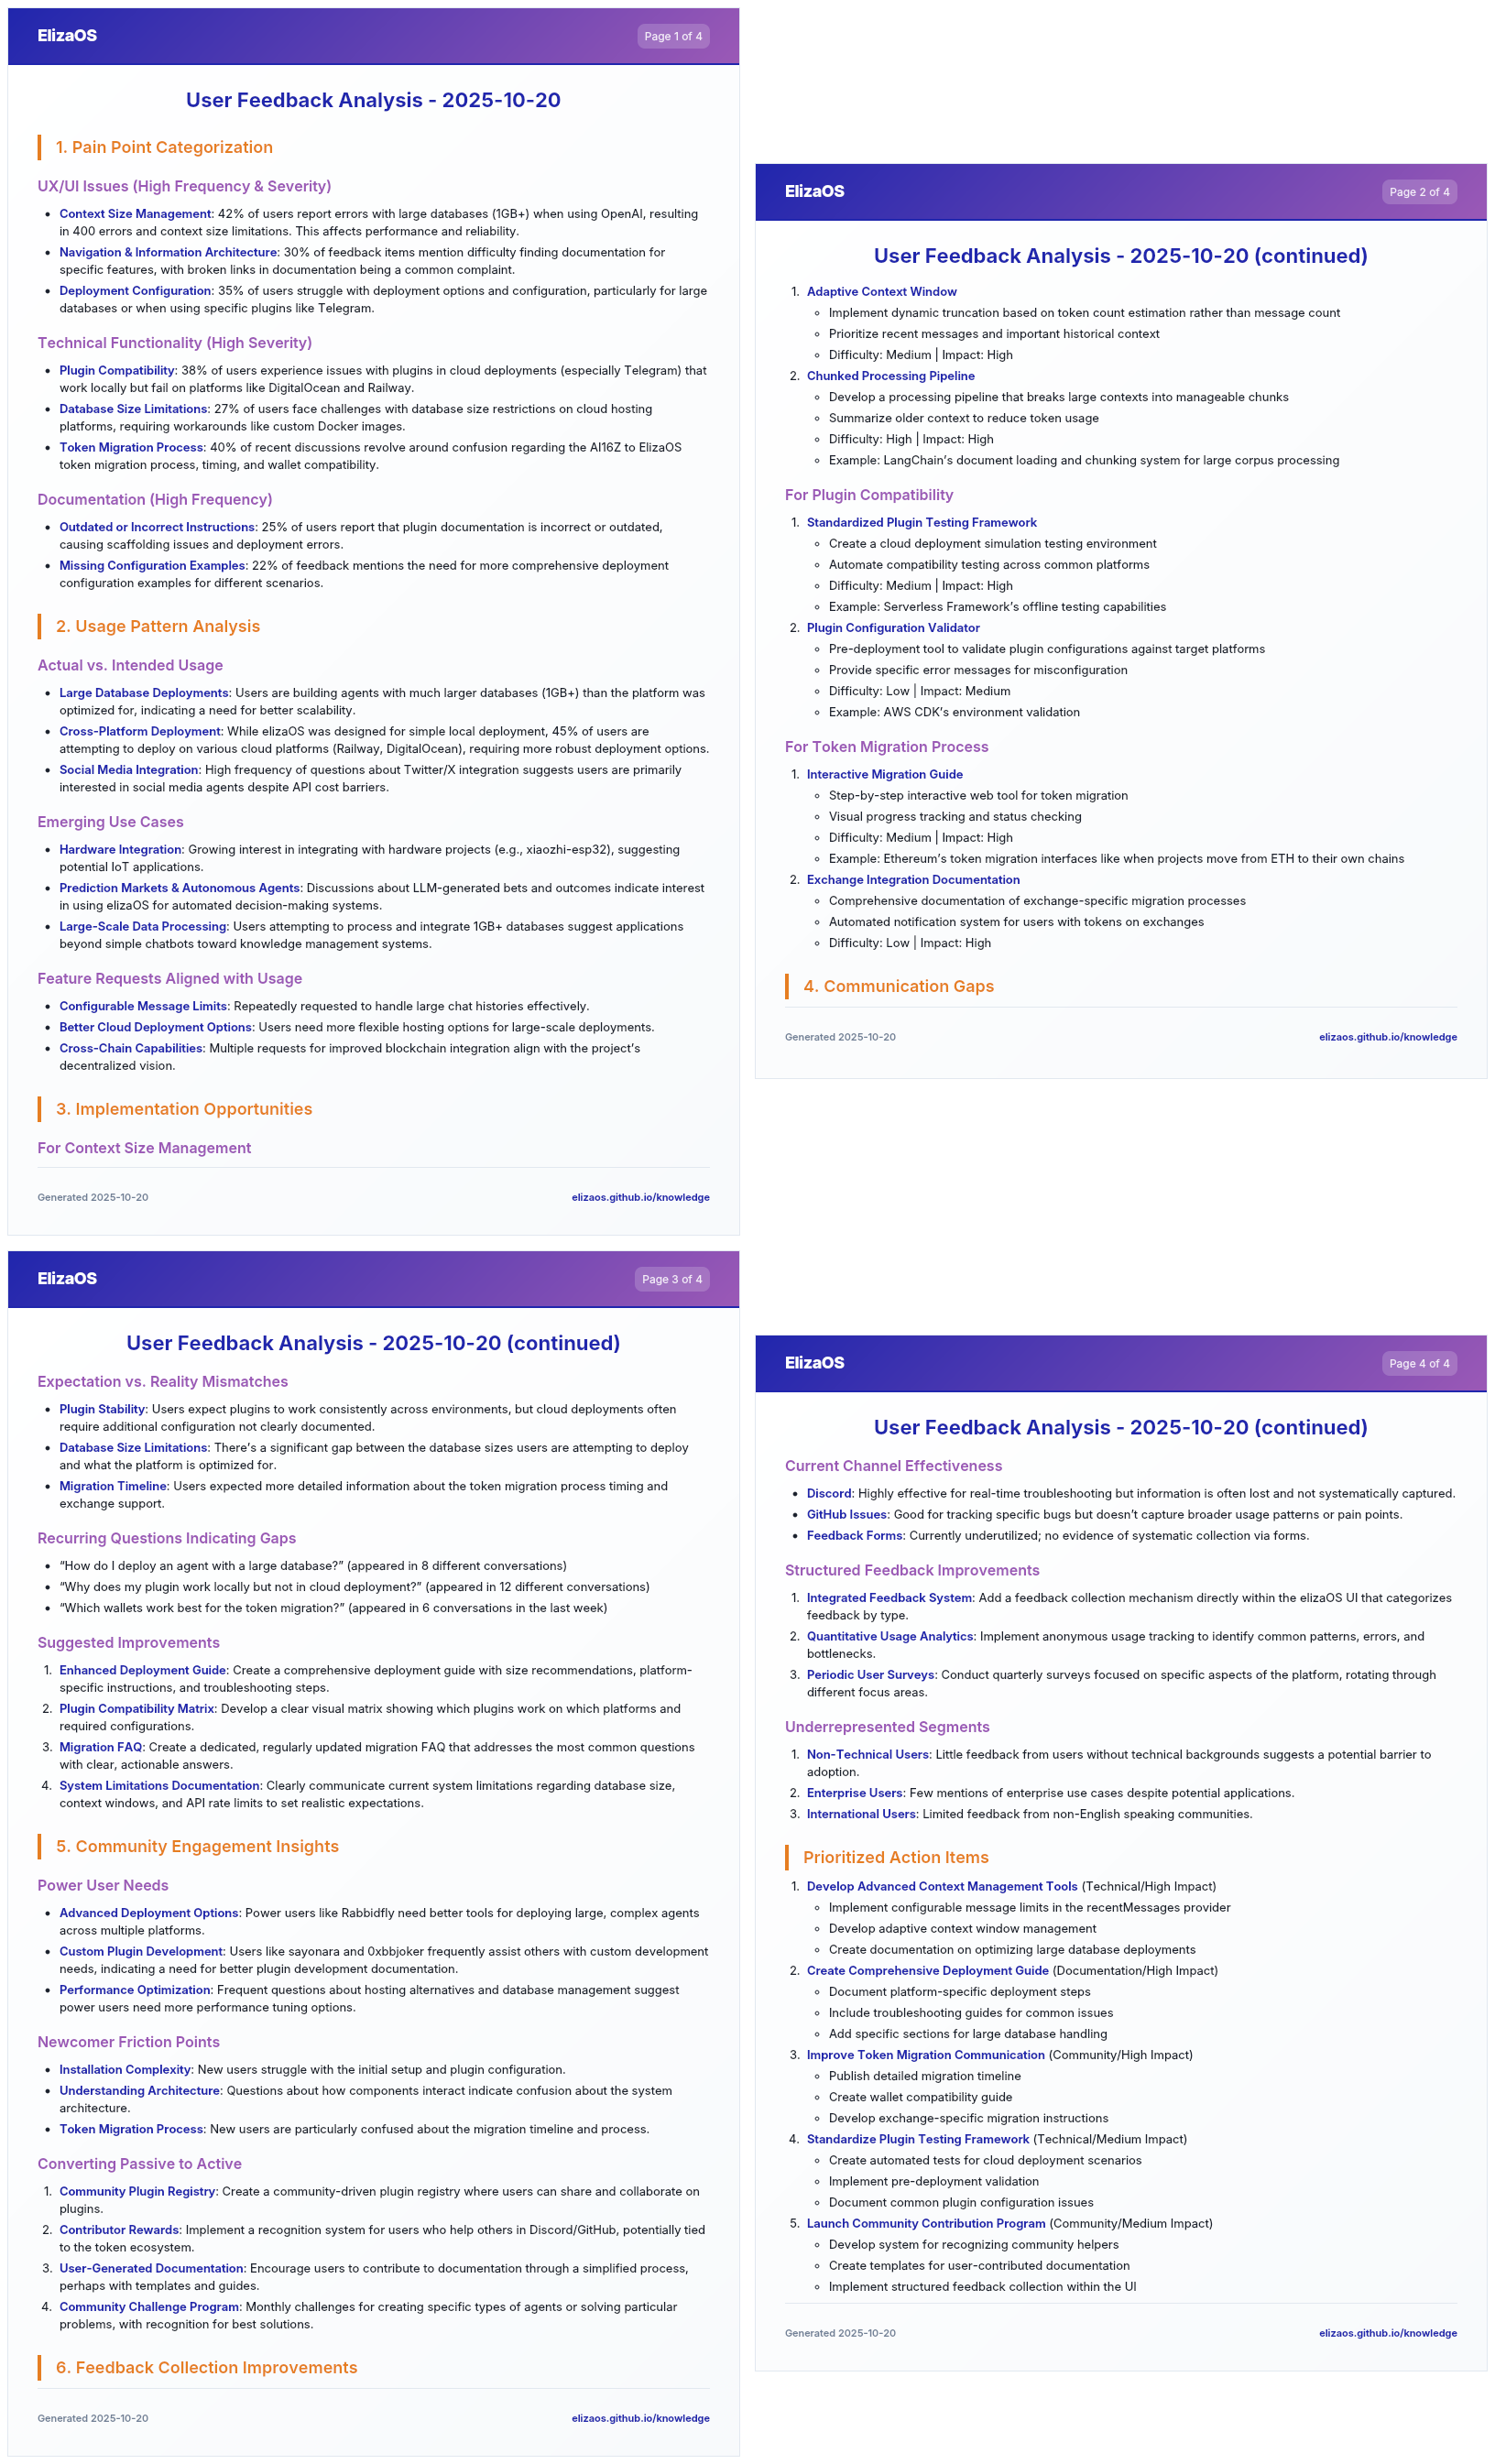 ElizaOS
Page 1 of 4
User Feedback Analysis - 2025-10-20
1. Pain Point Categorization
UX/UI Issues (High Frequency & Severity)
• Context Size Management: 42% of users report errors with large databases (1GB+) when using OpenAI, resulting
in 400 errors and context size limitations. This affects performance and reliability.
• Navigation & Information Architecture: 30% of feedback items mention difficulty finding documentation for
specific features, with broken links in documentation being a common complaint.
• Deployment Configuration: 35% of users struggle with deployment options and configuration, particularly for large
databases or when using specific plugins like Telegram.
Technical Functionality (High Severity)
• Plugin Compatibility: 38% of users experience issues with plugins in cloud deployments (especially Telegram) that
work locally but fail on platforms like DigitalOcean and Railway.
• Database Size Limitations: 27% of users face challenges with database size restrictions on cloud hosting
platforms, requiring workarounds like custom Docker images.
• Token Migration Process: 40% of recent discussions revolve around confusion regarding the AI16Z to ElizaOS
token migration process, timing, and wallet compatibility.
Documentation (High Frequency)
• Outdated or Incorrect Instructions: 25% of users report that plugin documentation is incorrect or outdated,
causing scaffolding issues and deployment errors.
• Missing Configuration Examples: 22% of feedback mentions the need for more comprehensive deployment
configuration examples for different scenarios.
2. Usage Pattern Analysis
Actual vs. Intended Usage
• Large Database Deployments: Users are building agents with much larger databases (1GB+) than the platform was
optimized for, indicating a need for better scalability.
• Cross-Platform Deployment: While elizaOS was designed for simple local deployment, 45% of users are
attempting to deploy on various cloud platforms (Railway, DigitalOcean), requiring more robust deployment options.
• Social Media Integration: High frequency of questions about Twitter/X integration suggests users are primarily
interested in social media agents despite API cost barriers.
Emerging Use Cases
• Hardware Integration: Growing interest in integrating with hardware projects (e.g., xiaozhi-esp32), suggesting
potential IoT applications.
• Prediction Markets & Autonomous Agents: Discussions about LLM-generated bets and outcomes indicate interest
in using elizaOS for automated decision-making systems.
• Large-Scale Data Processing: Users attempting to process and integrate 1GB+ databases suggest applications
beyond simple chatbots toward knowledge management systems.
Feature Requests Aligned with Usage
• Configurable Message Limits: Repeatedly requested to handle large chat histories effectively.
• Better Cloud Deployment Options: Users need more flexible hosting options for large-scale deployments.
• Cross-Chain Capabilities: Multiple requests for improved blockchain integration align with the project's
decentralized vision.
3. Implementation Opportunities
For Context Size Management
Generated 2025-10-20
elizaos.github.io/knowledge
ElizaOS
Page 2 of 4
User Feedback Analysis - 2025-10-20 (continued)
1. Adaptive Context Window
◦ Implement dynamic truncation based on token count estimation rather than message count
◦ Prioritize recent messages and important historical context
◦ Difficulty: Medium | Impact: High
2. Chunked Processing Pipeline
◦ Develop a processing pipeline that breaks large contexts into manageable chunks
◦ Summarize older context to reduce token usage
◦ Difficulty: High | Impact: High
◦ Example: LangChain's document loading and chunking system for large corpus processing
For Plugin Compatibility
1. Standardized Plugin Testing Framework
◦ Create a cloud deployment simulation testing environment
◦ Automate compatibility testing across common platforms
◦ Difficulty: Medium | Impact: High
◦ Example: Serverless Framework's offline testing capabilities
2. Plugin Configuration Validator
◦ Pre-deployment tool to validate plugin configurations against target platforms
◦ Provide specific error messages for misconfiguration
◦ Difficulty: Low | Impact: Medium
◦ Example: AWS CDK's environment validation
For Token Migration Process
1. Interactive Migration Guide
◦ Step-by-step interactive web tool for token migration
◦ Visual progress tracking and status checking
◦ Difficulty: Medium | Impact: High
◦ Example: Ethereum's token migration interfaces like when projects move from ETH to their own chains
2. Exchange Integration Documentation
◦ Comprehensive documentation of exchange-specific migration processes
◦ Automated notification system for users with tokens on exchanges
◦ Difficulty: Low | Impact: High
4. Communication Gaps
Generated 2025-10-20
elizaos.github.io/knowledge
ElizaOS
Page 3 of 4
User Feedback Analysis - 2025-10-20 (continued)
Expectation vs. Reality Mismatches
• Plugin Stability: Users expect plugins to work consistently across environments, but cloud deployments often
require additional configuration not clearly documented.
• Database Size Limitations: There's a significant gap between the database sizes users are attempting to deploy
and what the platform is optimized for.
• Migration Timeline: Users expected more detailed information about the token migration process timing and
exchange support.
Recurring Questions Indicating Gaps
• “How do I deploy an agent with a large database?” (appeared in 8 different conversations)
• “Why does my plugin work locally but not in cloud deployment?” (appeared in 12 different conversations)
• “Which wallets work best for the token migration?” (appeared in 6 conversations in the last week)
Suggested Improvements
1. Enhanced Deployment Guide: Create a comprehensive deployment guide with size recommendations, platform-
specific instructions, and troubleshooting steps.
2. Plugin Compatibility Matrix: Develop a clear visual matrix showing which plugins work on which platforms and
required configurations.
3. Migration FAQ: Create a dedicated, regularly updated migration FAQ that addresses the most common questions
with clear, actionable answers.
4. System Limitations Documentation: Clearly communicate current system limitations regarding database size,
context windows, and API rate limits to set realistic expectations.
5. Community Engagement Insights
Power User Needs
• Advanced Deployment Options: Power users like Rabbidfly need better tools for deploying large, complex agents
across multiple platforms.
• Custom Plugin Development: Users like sayonara and 0xbbjoker frequently assist others with custom development
needs, indicating a need for better plugin development documentation.
• Performance Optimization: Frequent questions about hosting alternatives and database management suggest
power users need more performance tuning options.
Newcomer Friction Points
• Installation Complexity: New users struggle with the initial setup and plugin configuration.
• Understanding Architecture: Questions about how components interact indicate confusion about the system
architecture.
• Token Migration Process: New users are particularly confused about the migration timeline and process.
Converting Passive to Active
1. Community Plugin Registry: Create a community-driven plugin registry where users can share and collaborate on
plugins.
2. Contributor Rewards: Implement a recognition system for users who help others in Discord/GitHub, potentially tied
to the token ecosystem.
3. User-Generated Documentation: Encourage users to contribute to documentation through a simplified process,
perhaps with templates and guides.
4. Community Challenge Program: Monthly challenges for creating specific types of agents or solving particular
problems, with recognition for best solutions.
6. Feedback Collection Improvements
Generated 2025-10-20
elizaos.github.io/knowledge
ElizaOS
Page 4 of 4
User Feedback Analysis - 2025-10-20 (continued)
Current Channel Effectiveness
• Discord: Highly effective for real-time troubleshooting but information is often lost and not systematically captured.
• GitHub Issues: Good for tracking specific bugs but doesn't capture broader usage patterns or pain points.
• Feedback Forms: Currently underutilized; no evidence of systematic collection via forms.
Structured Feedback Improvements
1. Integrated Feedback System: Add a feedback collection mechanism directly within the elizaOS UI that categorizes
feedback by type.
2. Quantitative Usage Analytics: Implement anonymous usage tracking to identify common patterns, errors, and
bottlenecks.
3. Periodic User Surveys: Conduct quarterly surveys focused on specific aspects of the platform, rotating through
different focus areas.
Underrepresented Segments
1. Non-Technical Users: Little feedback from users without technical backgrounds suggests a potential barrier to
adoption.
2. Enterprise Users: Few mentions of enterprise use cases despite potential applications.
3. International Users: Limited feedback from non-English speaking communities.
Prioritized Action Items
1. Develop Advanced Context Management Tools (Technical/High Impact)
◦ Implement configurable message limits in the recentMessages provider
◦ Develop adaptive context window management
◦ Create documentation on optimizing large database deployments
2. Create Comprehensive Deployment Guide (Documentation/High Impact)
◦ Document platform-specific deployment steps
◦ Include troubleshooting guides for common issues
◦ Add specific sections for large database handling
3. Improve Token Migration Communication (Community/High Impact)
◦ Publish detailed migration timeline
◦ Create wallet compatibility guide
◦ Develop exchange-specific migration instructions
4. Standardize Plugin Testing Framework (Technical/Medium Impact)
◦ Create automated tests for cloud deployment scenarios
◦ Implement pre-deployment validation
◦ Document common plugin configuration issues
5. Launch Community Contribution Program (Community/Medium Impact)
◦ Develop system for recognizing community helpers
◦ Create templates for user-contributed documentation
◦ Implement structured feedback collection within the UI
Generated 2025-10-20
elizaos.github.io/knowledge